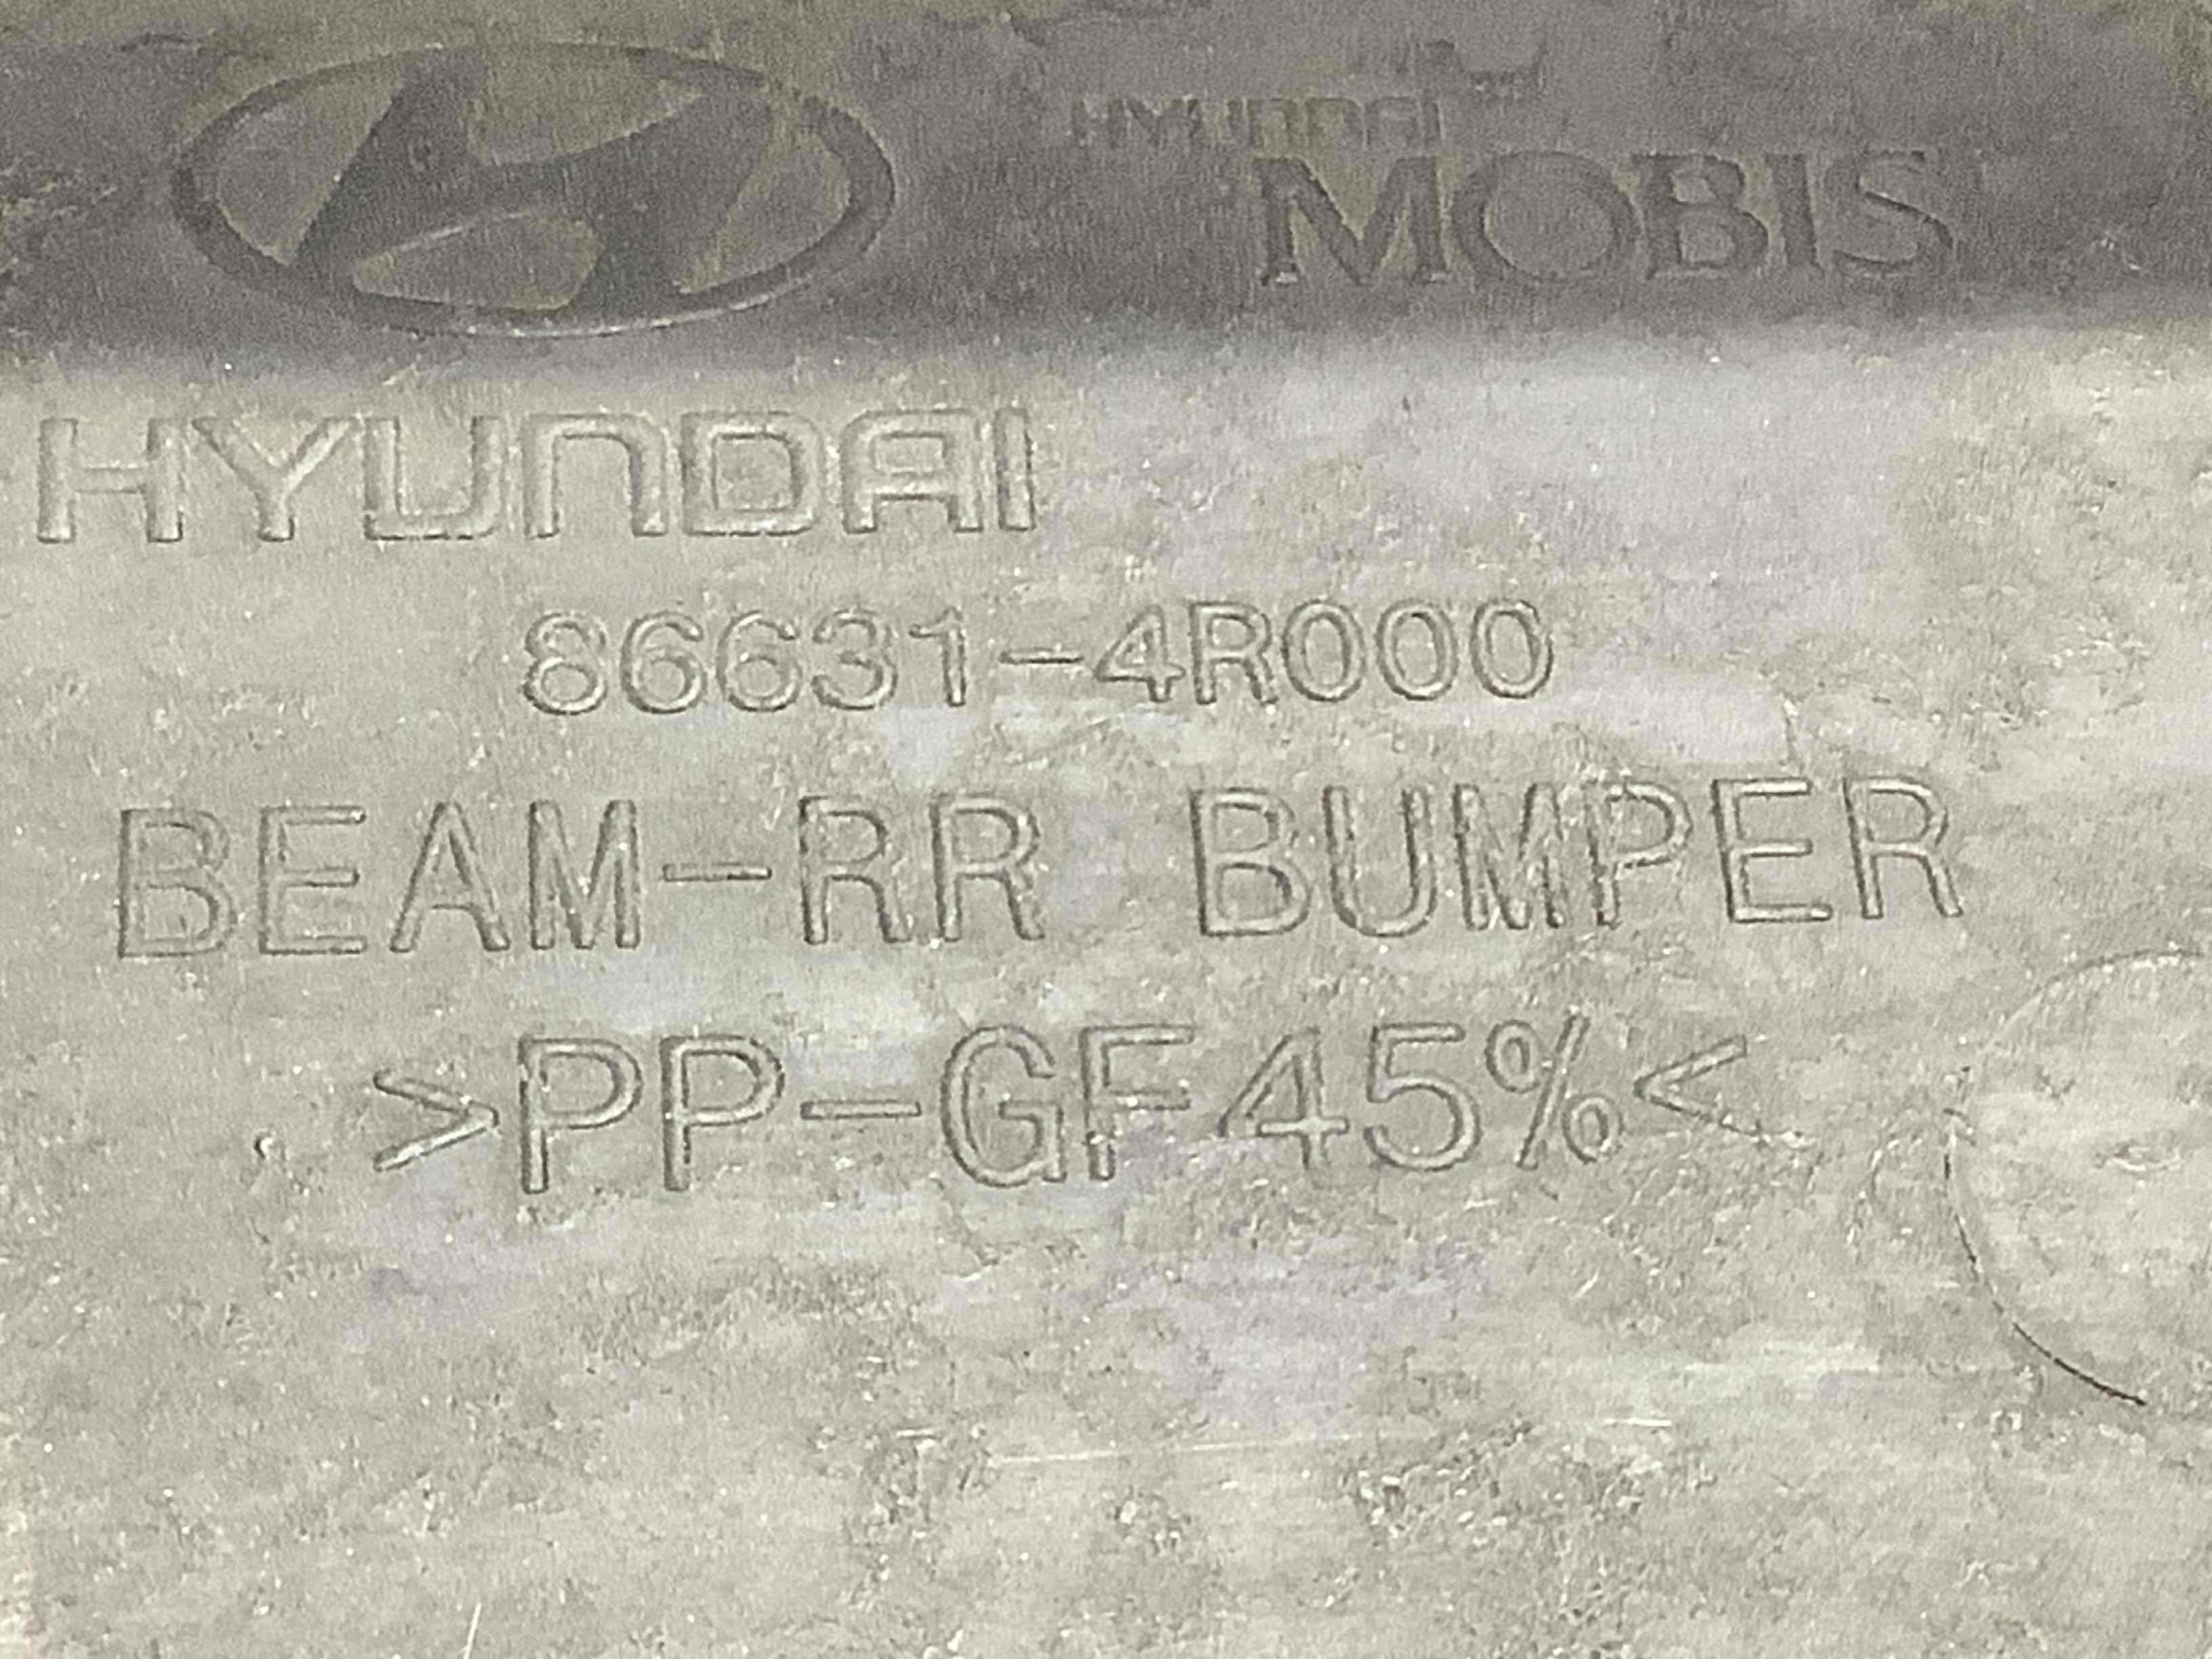 HYUNDAI
MOBIS
HYUNDAI
86631-4R000
BEAM-RR BUMPER
>PP-GF45%<